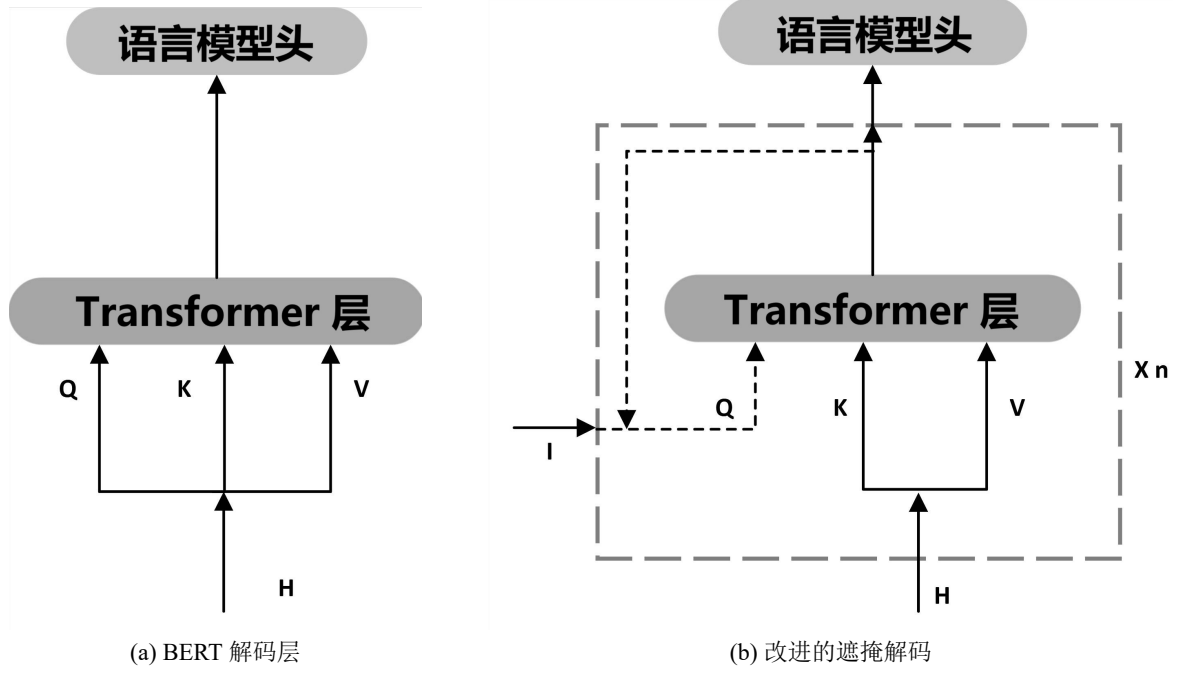 语言模型头
Transformer 层
Q
K
V
H
(a) BERT 解码层
语言模型头
Transformer 层
X n
Q
K
V
I
H
(b) 改进的遮掩解码